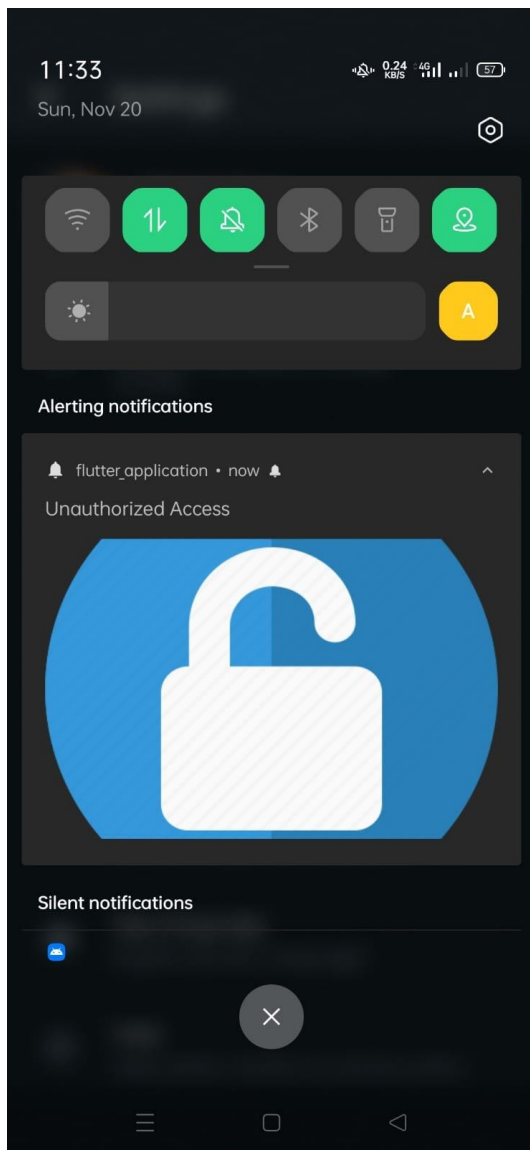 11:33
0.24
KB/S
4G
57
Sun, Nov 20
A
Alerting notifications
flutter_application • now
Unauthorized Access
Silent notifications